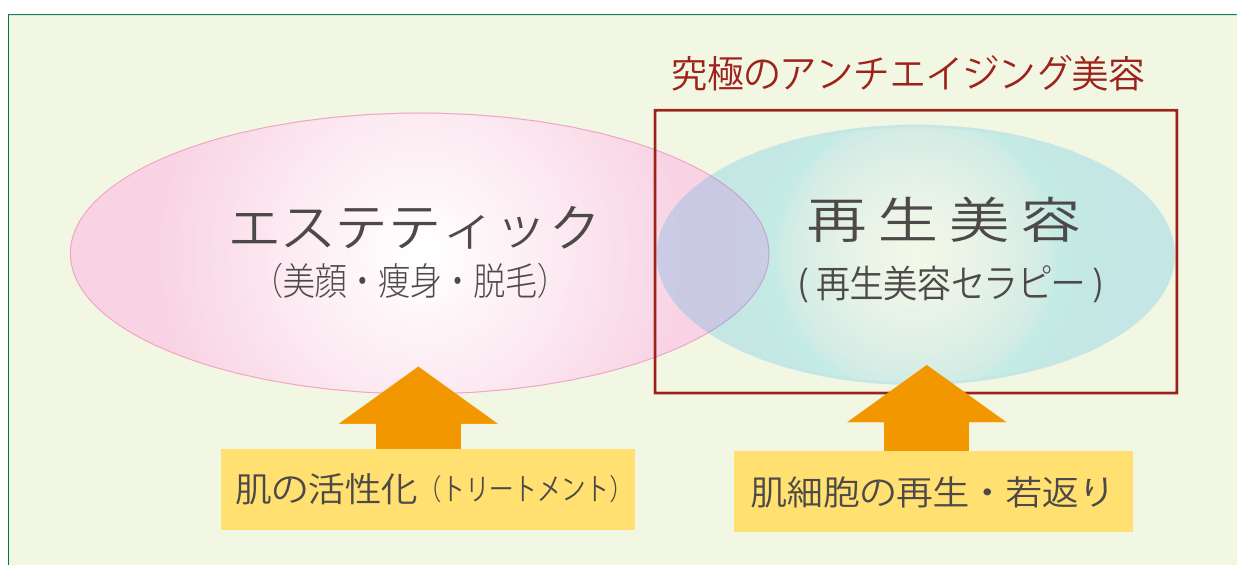 究極のアンチエイジング美容
エステティック
（美顔・痩身・脱毛）
再生美容
(再生美容セラピー)
肌の活性化（トリートメント）
肌細胞の再生・若返り